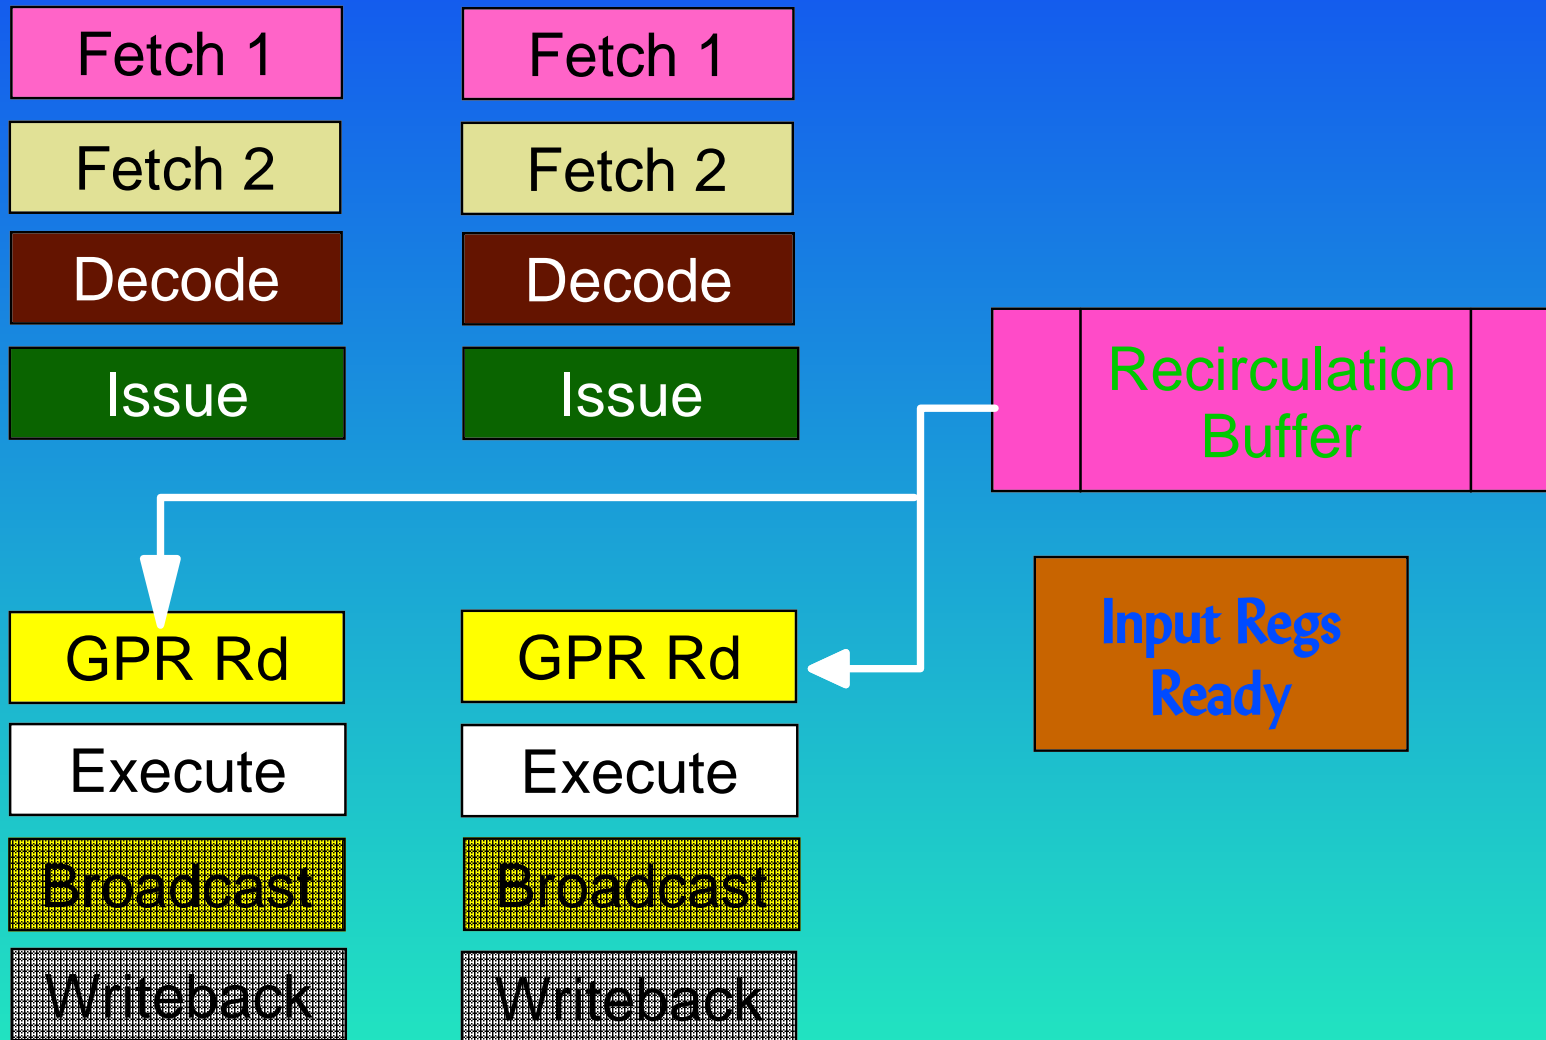 Fetch 1
Fetch 1
Fetch 2
Fetch 2
Decode
Decode
Issue
Issue
Recirculation
Buffer
Input Regs
Ready
GPR Rd
GPR Rd
Execute
Execute
Broadcast
Broadcast
Writeback
Writeback